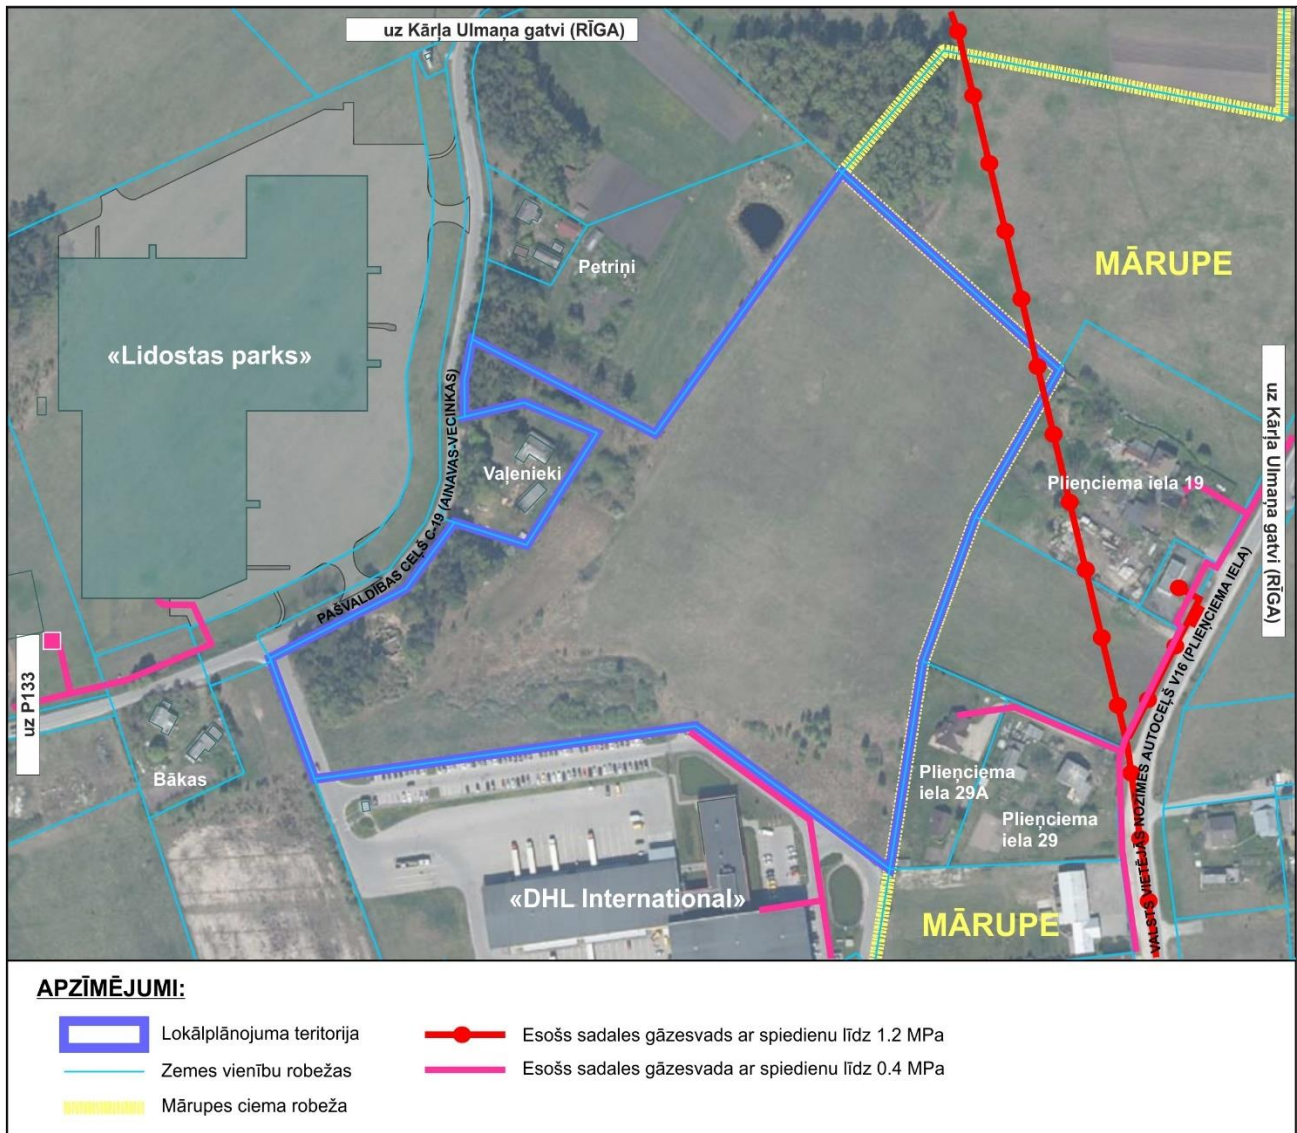 uz Kārļa Ulmaņa gatvi (RĪGA)
MĀRUPE
Petriņi
«Lidostas parks»
uz Kārļa Ulmaņa gatvi (RĪGA)
PAŠVALDĪBAS CEĻŠ C-19 (AINAVAS-VECINKAS)
Vaļenieki
Plieņciema iela 19
uz P133
VALSTS VIETĒJĀS NOZĪMES AUTOCEĻŠ V16 (PLIEŅCIEMA IELA)
Bākas
Plieņciema
iela 29A
Plieņciema
iela 29
«DHL International»
MĀRUPE
APZĪMĒJUMI:
Lokālplānojuma teritorija
Esošs sadales gāzesvads ar spiedienu līdz 1.2 MPa
Zemes vienību robežas
Esošs sadales gāzesvada ar spiedienu līdz 0.4 MPa
Mārupes ciema robeža